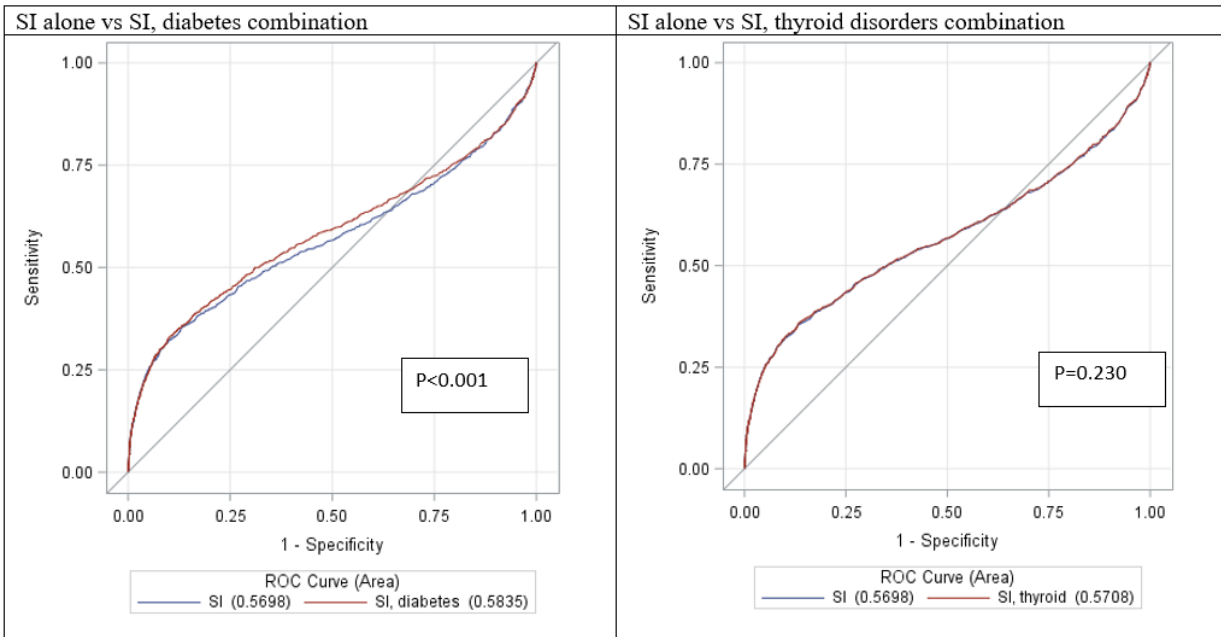 SI alone vs SI, diabetes combination
1.00
0.75
0.50
0.25
0.00
Sensitivity
P<0.001
0.00 0.25 0.50 0.75 1.00
1 - Specificity
ROC Curve (Area)
SI (0.5698) SI, diabetes (0.5835)
SI alone vs SI, thyroid disorders combination
1.00
0.75
0.50
0.25
0.00
Sensitivity
P=0.230
0.00 0.25 0.50 0.75 1.00
1 - Specificity
ROC Curve (Area)
SI (0.5698) SI, thyroid (0.5708)